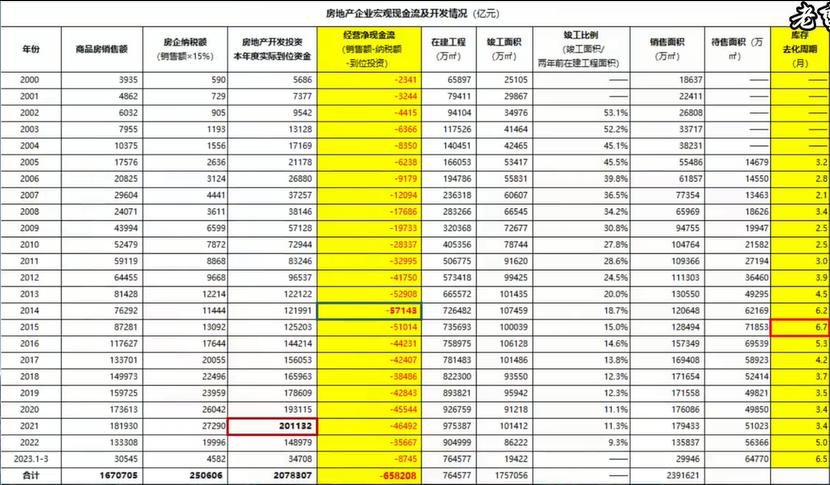 房地产企业宏观现金流及开发情况（亿元）
老
年份 商品房销售额 房企纳税额（销售额×15%） 房地产开发投资本年度实际到位资金 经营净现金流（销售额-纳税额-到位投资） 在建工程（万㎡） 竣工面积（万㎡） 竣工比例（竣工面积/两年前在建工程面积） 销售面积（万㎡） 待售面积（万㎡） 库存去化周期（月）
2000 3935 590 5686 -2341 65897 25105 —— 18637 —— ——
2001 4862 729 7377 -3244 79411 29867 —— 22411 —— ——
2002 6032 905 9542 -4415 94104 34976 53.1% 26808 —— ——
2003 7955 1193 13128 -6366 117526 41464 52.2% 33717 —— ——
2004 10375 1556 17169 -8350 140451 42465 45.1% 38231 —— ——
2005 17576 2636 21178 -6238 166053 53417 45.5% 55486 14679 3.2
2006 20825 3124 26880 -9179 194786 55831 39.8% 61857 14550 2.8
2007 29604 4441 37257 -12094 236318 60607 36.5% 77354 13463 2.1
2008 24071 3611 38146 -17686 283266 66545 34.2% 65969 18626 3.4
2009 43994 6599 57128 -19733 320368 72677 30.8% 94755 19947 2.5
2010 52479 7872 72944 -28337 405356 78744 27.8% 104764 21582 2.5
2011 59119 8868 83246 -32995 506775 91620 28.6% 109366 27194 3.0
2012 64455 9668 96537 -41750 573418 99425 24.5% 111303 36460 3.9
2013 81428 12214 122122 -52908 665572 101435 20.0% 130550 49295 4.5
2014 76292 11444 121991 -57143 726482 107459 18.7% 120648 62169 6.2
2015 87281 13092 125203 -51014 735693 100039 15.0% 128494 71853 6.7
2016 117627 17644 144214 -44231 758975 106128 14.6% 157349 69539 5.3
2017 133701 20055 156053 -42407 781483 101486 13.8% 169408 58923 4.2
2018 149973 22496 165963 -38486 822300 93550 12.3% 171654 52414 3.7
2019 159725 23959 178609 -42843 893821 95942 12.3% 171558 49821 3.5
2020 173613 26042 193115 -45544 926759 91218 11.1% 176086 49850 3.4
2021 181930 27290 201132 -46492 975387 101412 11.3% 179434 51023 3.4
2022 133308 19996 148979 -35667 904999 86222 9.3% 135837 56366 5.0
2023.1-3 30545 4582 34708 -8745 764577 19422 29946 64770 6.5
合计 1670705 250606 2078307 -658208 764577 1757056 2391621